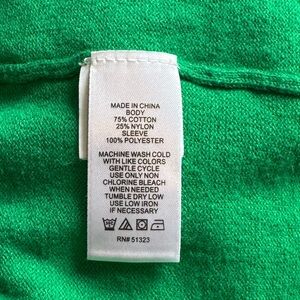 MADE IN CHINA
BODY
75% COTTON
25% NYLON
SLEEVE
100% POLYESTER
MACHINE WASH COLD
WITH LIKE COLORS
GENTLE CYCLE
USE ONLY NON
CHLORINE BLEACH
WHEN NEEDED
TUMBLE DRY LOW
USE LOW IRON
IF NECESSARY
RN# 51323